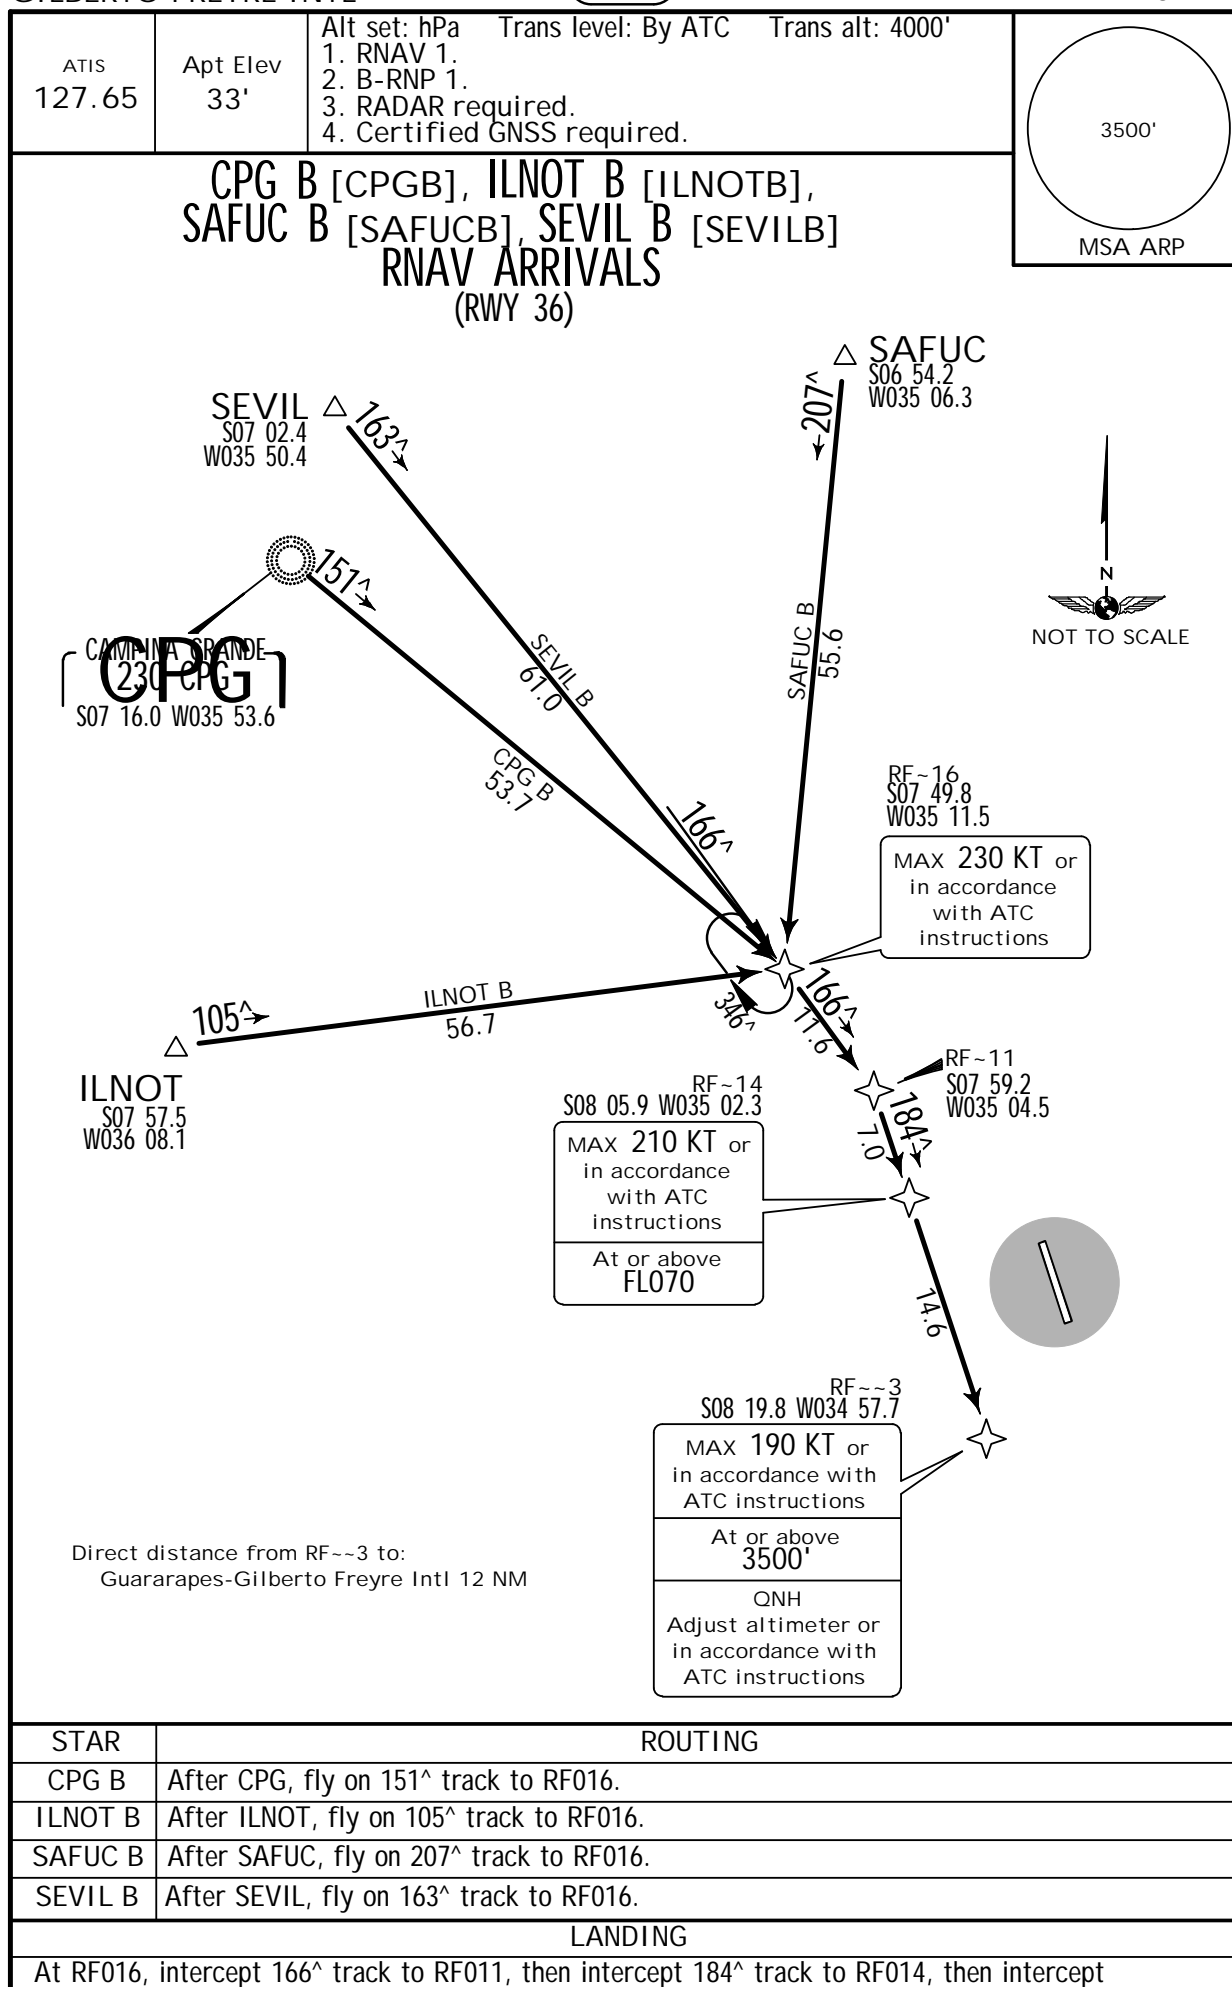 ATIS
127.65
Apt Elev
33'
Alt set: hPa Trans level: By ATC Trans alt: 4000'
1. RNAV 1.
2. B-RNP 1.
3. RADAR required.
4. Certified GNSS required.
3500'
MSA ARP
CPG B [CPGB], ILNOT B [ILNOTB],
SAFUC B [SAFUCB], SEVIL B [SEVILB]
RNAV ARRIVALS
(RWY 36)
SAFUC
S06 54.2
W035 06.3
207^
SEVIL
S07 02.4
W035 50.4
163^
151^
CAMPINA GRANDE
230 CPG
CPG
S07 16.0 W035 53.6
N
NOT TO SCALE
SEVIL B
61.0
SAFUC B
55.6
CPG B
53.7
166^
RF~16
S07 49.8
W035 11.5
MAX 230 KT or
in accordance
with ATC
instructions
105^
ILNOT B
56.7
346^
166^
11.6
ILNOT
S07 57.5
W036 08.1
RF~11
S07 59.2
W035 04.5
184^
7.0
RF~14
S08 05.9 W035 02.3
MAX 210 KT or
in accordance
with ATC
instructions
At or above
FL070
14.6
RF~~3
S08 19.8 W034 57.7
MAX 190 KT or
in accordance with
ATC instructions
At or above
3500'
QNH
Adjust altimeter or
in accordance with
ATC instructions
Direct distance from RF~~3 to:
Guararapes-Gilberto Freyre Intl 12 NM
STAR ROUTING
CPG B After CPG, fly on 151^ track to RF016.
ILNOT B After ILNOT, fly on 105^ track to RF016.
SAFUC B After SAFUC, fly on 207^ track to RF016.
SEVIL B After SEVIL, fly on 163^ track to RF016.
LANDING
At RF016, intercept 166^ track to RF011, then intercept 184^ track to RF014, then intercept